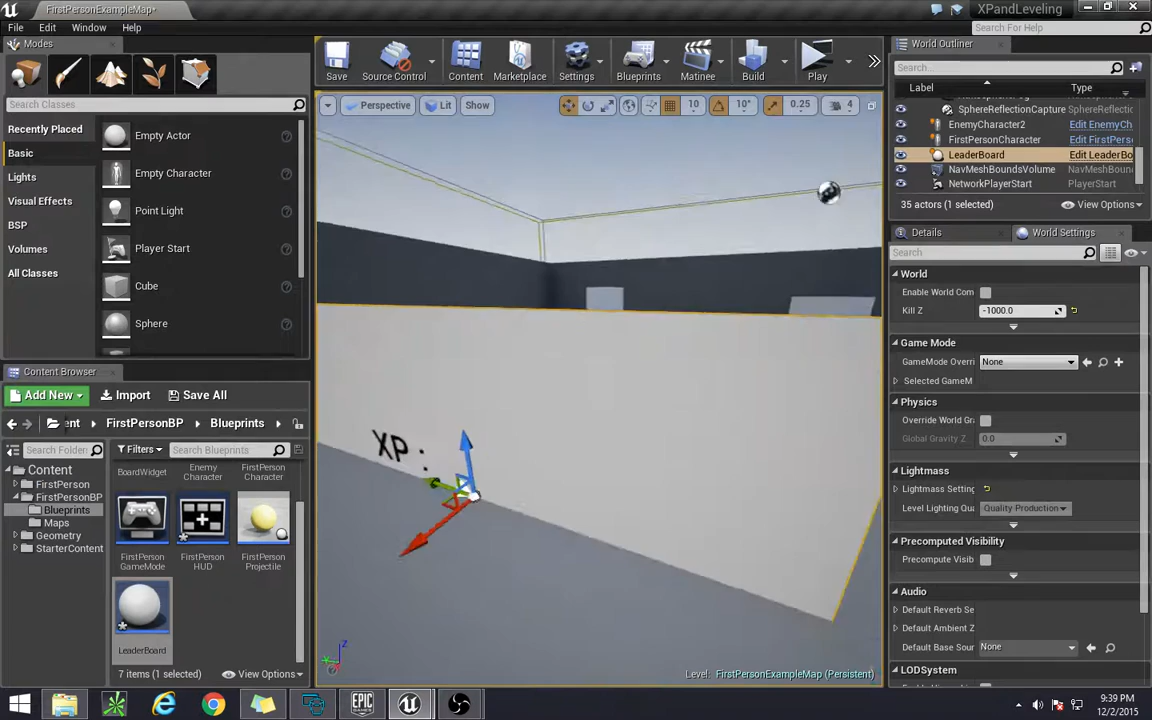 FirstPersonExampleMap*
XPandLeveling
File Edit Window Help
Search For Help
Modes
Search Classes
Recently Placed
Basic
Lights
Visual Effects
BSP
Volumes
All Classes
Empty Actor
Empty Character
Point Light
Player Start
Cube
Sphere
Save
Source Control
Content
Marketplace
Settings
Blueprints
Matinee
Build
Play
Perspective
Lit
Show
10
10°
0.25
4
XP :
Level: FirstPersonExampleMap (Persistent)
World Outliner
Search...
Label Type
SphereReflectionCapture SphereReflectic
EnemyCharacter2 Edit EnemyCh
FirstPersonCharacter Edit FirstPers
LeaderBoard Edit LeaderBo
NavMeshBoundsVolume NavMeshBoun
NetworkPlayerStart PlayerStart
35 actors (1 selected)
View Options
Details
World Settings
Search
World
Enable World Com
Kill Z -1000.0
Game Mode
GameMode Overri None
Selected GameM
Physics
Override World Gr
Global Gravity Z 0.0
Lightmass
Lightmass Setting
Level Lighting Qua Quality Production
Precomputed Visibility
Precompute Visib
Audio
Default Reverb Se
Default Ambient Z
Default Base Soun None
LODSystem
Content Browser
Add New
Import
Save All
ent FirstPersonBP Blueprints
Search Folders
Filters
Search Blueprints
Content
FirstPerson
FirstPersonBP
Blueprints
Maps
Geometry
StarterContent
BoardWidget
Enemy
Character
FirstPerson
Character
FirstPerson
GameMode
FirstPerson
HUD
FirstPerson
Projectile
LeaderBoard
7 items (1 selected)
View Options
EPIC
9:39 PM
12/2/2015